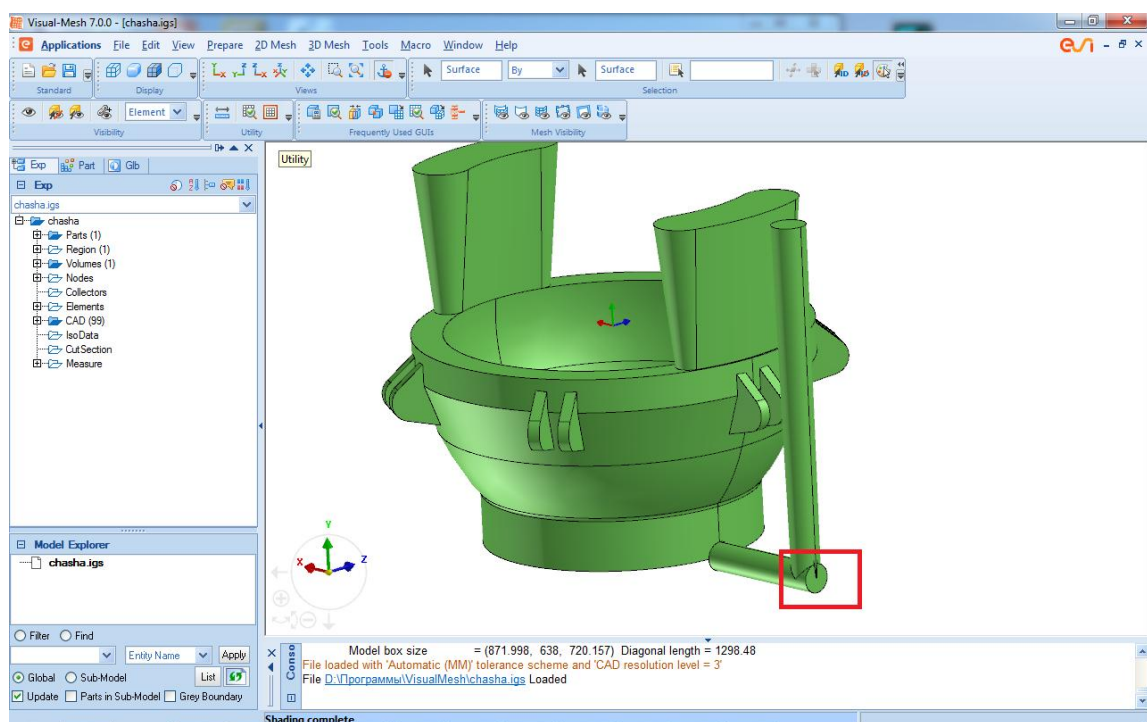 Visual-Mesh 7.0.0 - [chasha.igs]
Applications File Edit View Prepare 2D Mesh 3D Mesh Tools Macro Window Help
Surface By Surface
Standard Display Views Selection
Element
Visibility Utility Frequently Used GUIs Mesh Visibility
Exp Part Glb
Utility
Exp
chasha.igs
chasha
Parts (1)
Region (1)
Volumes (1)
Nodes
Collectors
Elements
CAD (99)
IsoData
CutSection
Measure
Y
X
Z
Model Explorer
chasha.igs
Filter Find
Entity Name Apply
Global Sub-Model List
Update Parts in Sub-Model Grey Boundary
Conso
Model box size = (871.998, 638, 720.157) Diagonal length = 1298.48
File loaded with 'Automatic (MM)' tolerance scheme and 'CAD resolution level = 3'
File D:\Программы\VisualMesh\chasha.igs Loaded
Shading complete